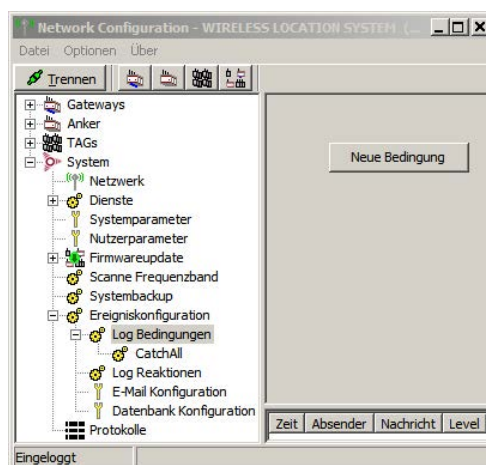 Network Configuration - WIRELESS LOCATION SYSTEM (...
Datei Optionen Über
Trennen
Gateways
Anker
TAGs
System
Netzwerk
Dienste
Systemparameter
Nutzerparameter
Firmwareupdate
Scanne Frequenzband
Systembackup
Ereigniskonfiguration
Log Bedingungen
CatchAll
Log Reaktionen
E-Mail Konfiguration
Datenbank Konfiguration
Protokolle
Neue Bedingung
Zeit Absender Nachricht Level
Eingeloggt